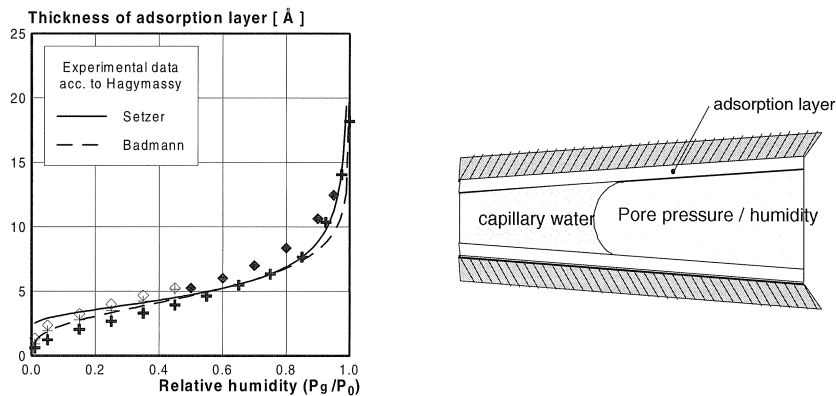 Thickness of adsorption layer [ Å ]
25
20
15
10
5
0
Experimental data
acc. to Hagymassy
Setzer
Badmann
0.0 0.2 0.4 0.6 0.8 1.0
Relative humidity (Pg/P0)
adsorption layer
capillary water
Pore pressure / humidity